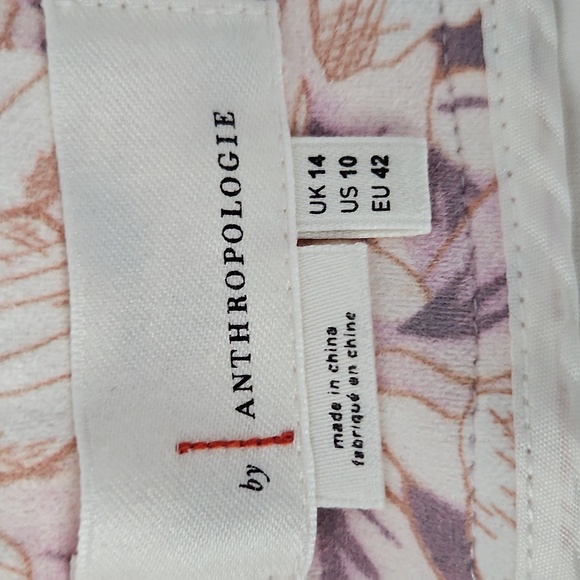 by ANTHROPOLOGIE
UK 14
US 10
EU 42
made in china
fabriqué en chine